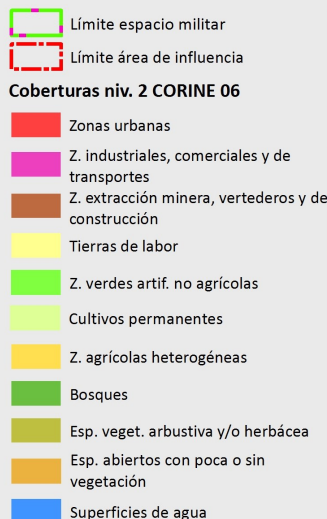 Límite espacio militar
Límite área de influencia
Coberturas niv. 2 CORINE 06
Zonas urbanas
Z. industriales, comerciales y de
transportes
Z. extracción minera, vertederos y de
construcción
Tierras de labor
Z. verdes artif. no agrícolas
Cultivos permanentes
Z. agrícolas heterogéneas
Bosques
Esp. veget. arbustiva y/o herbácea
Esp. abiertos con poca o sin
vegetación
Superficies de agua